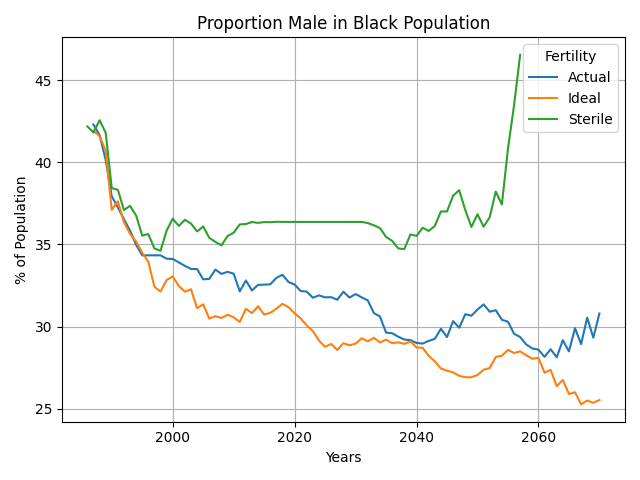 Proportion Male in Black Population
Fertility
Actual
Ideal
Sterile
% of Population
45
40
35
30
25
2000
2020
2040
2060
Years